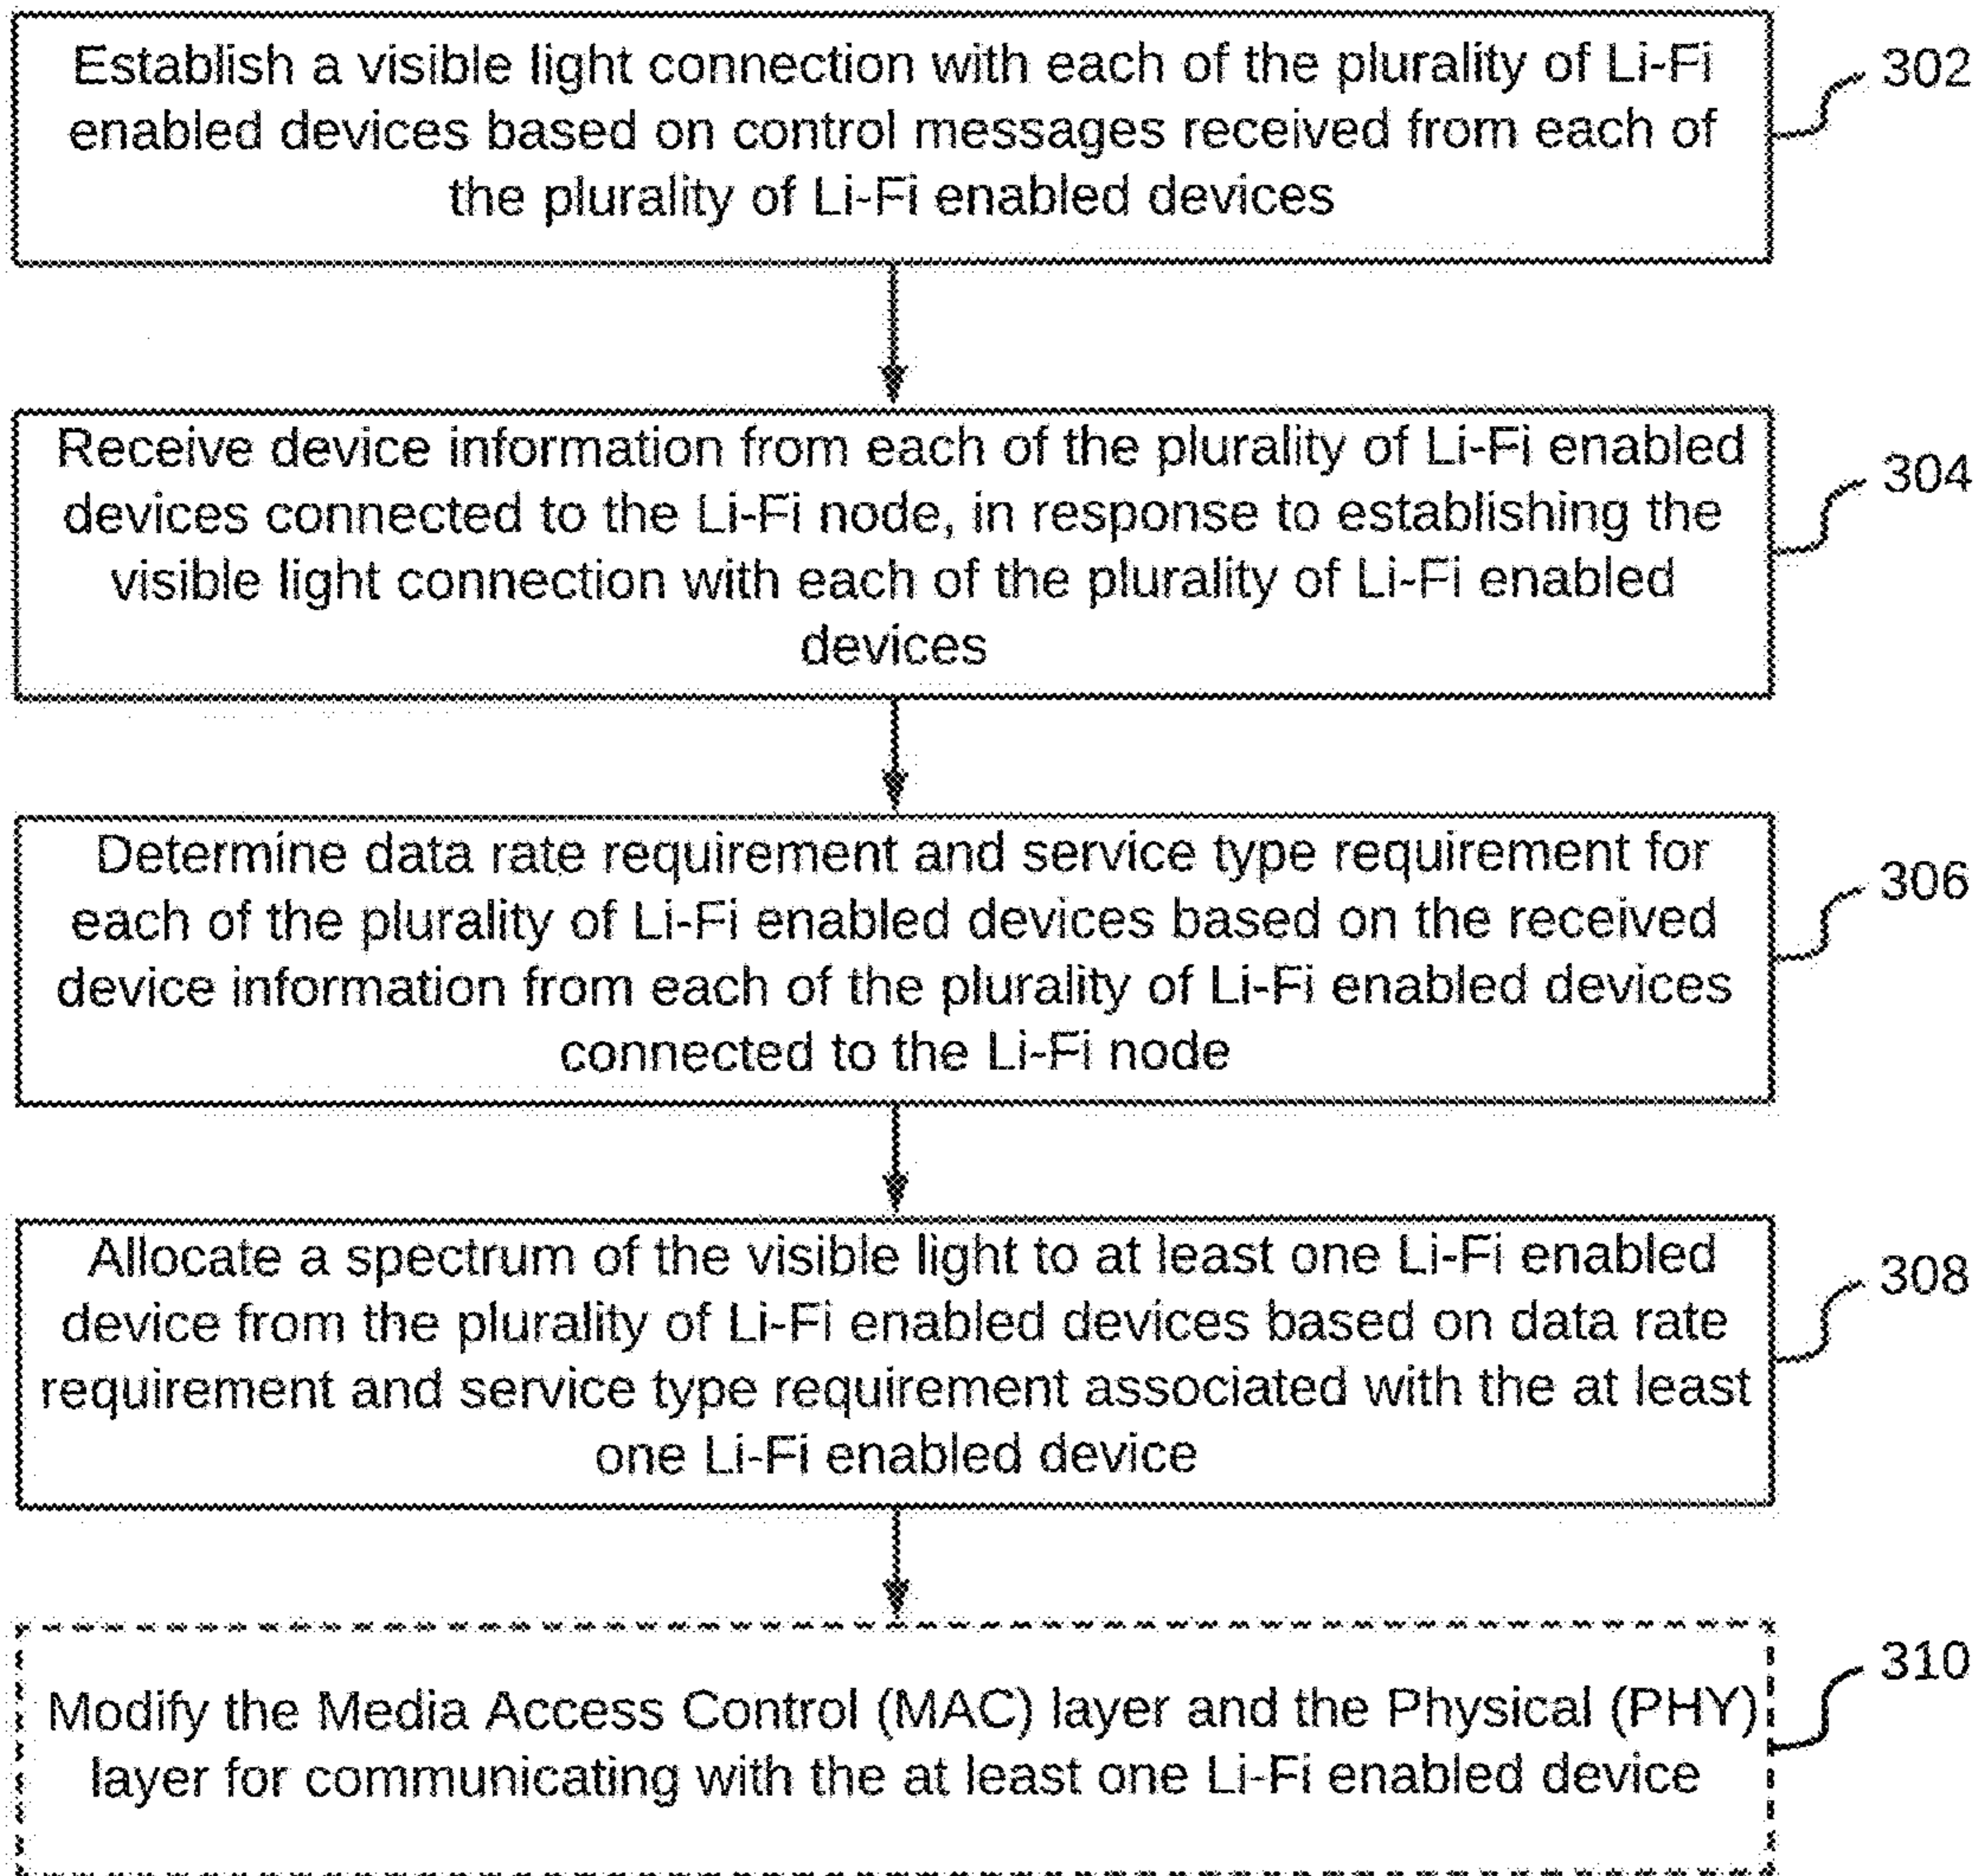 Establish a visible light connection with each of the plurality of Li-Fi
enabled devices based on control messages received from each of
the plurality of Li-Fi enabled devices
302
Receive device information from each of the plurality of Li-Fi enabled
devices connected to the Li-Fi node, in response to establishing the
visible light connection with each of the plurality of Li-Fi enabled
devices
304
Determine data rate requirement and service type requirement for
each of the plurality of Li-Fi enabled devices based on the received
device information from each of the plurality of Li-Fi enabled devices
connected to the Li-Fi node
306
Allocate a spectrum of the visible light to at least one Li-Fi enabled
device from the plurality of Li-Fi enabled devices based on data rate
requirement and service type requirement associated with the at least
one Li-Fi enabled device
308
Modify the Media Access Control (MAC) layer and the Physical (PHY)
layer for communicating with the at least one Li-Fi enabled device
310